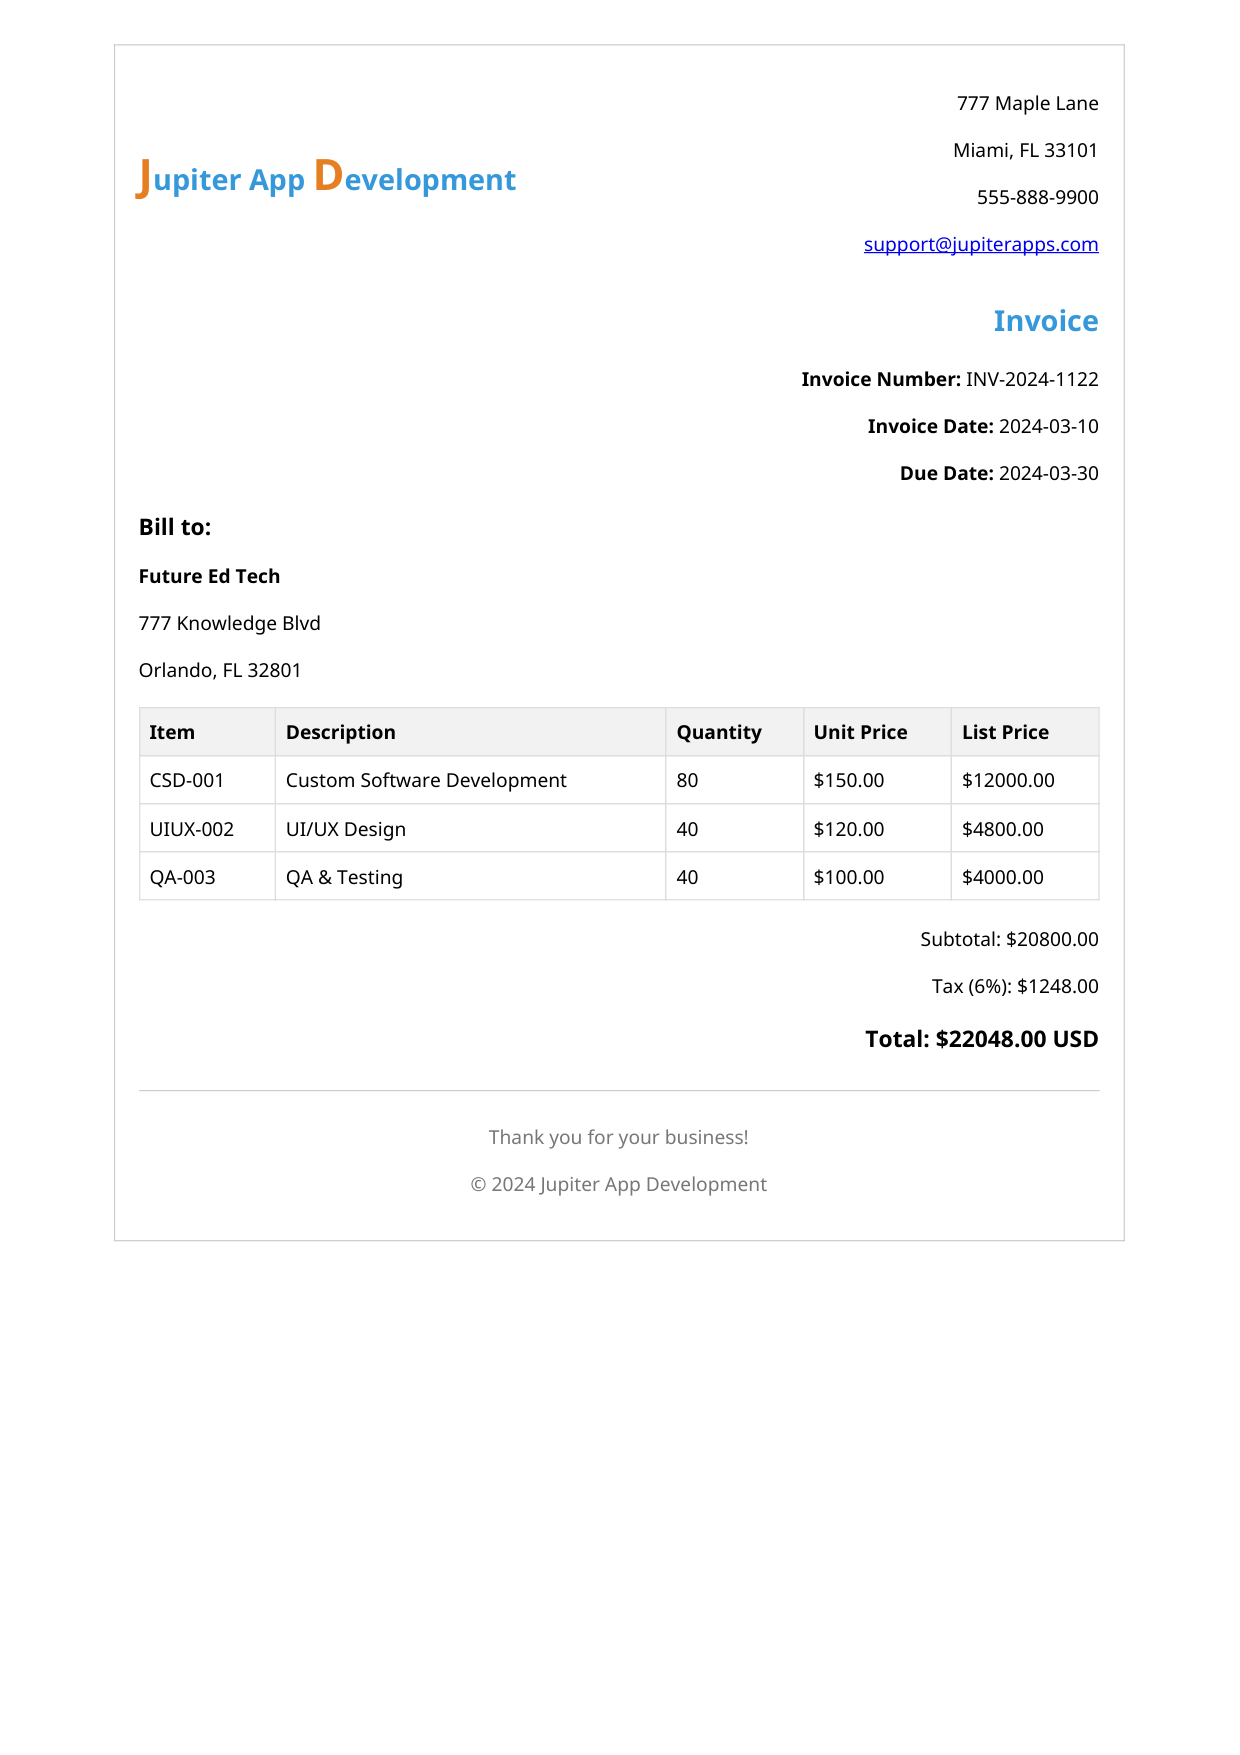 Jupiter App Development
777 Maple Lane
Miami, FL 33101
555-888-9900
support@jupiterapps.com
Invoice
Invoice Number: INV-2024-1122
Invoice Date: 2024-03-10
Due Date: 2024-03-30
Bill to:
Future Ed Tech
777 Knowledge Blvd
Orlando, FL 32801
Item Description Quantity Unit Price List Price
CSD-001 Custom Software Development 80 $150.00 $12000.00
UIUX-002 UI/UX Design 40 $120.00 $4800.00
QA-003 QA & Testing 40 $100.00 $4000.00
Subtotal: $20800.00
Tax (6%): $1248.00
Total: $22048.00 USD
Thank you for your business!
© 2024 Jupiter App Development